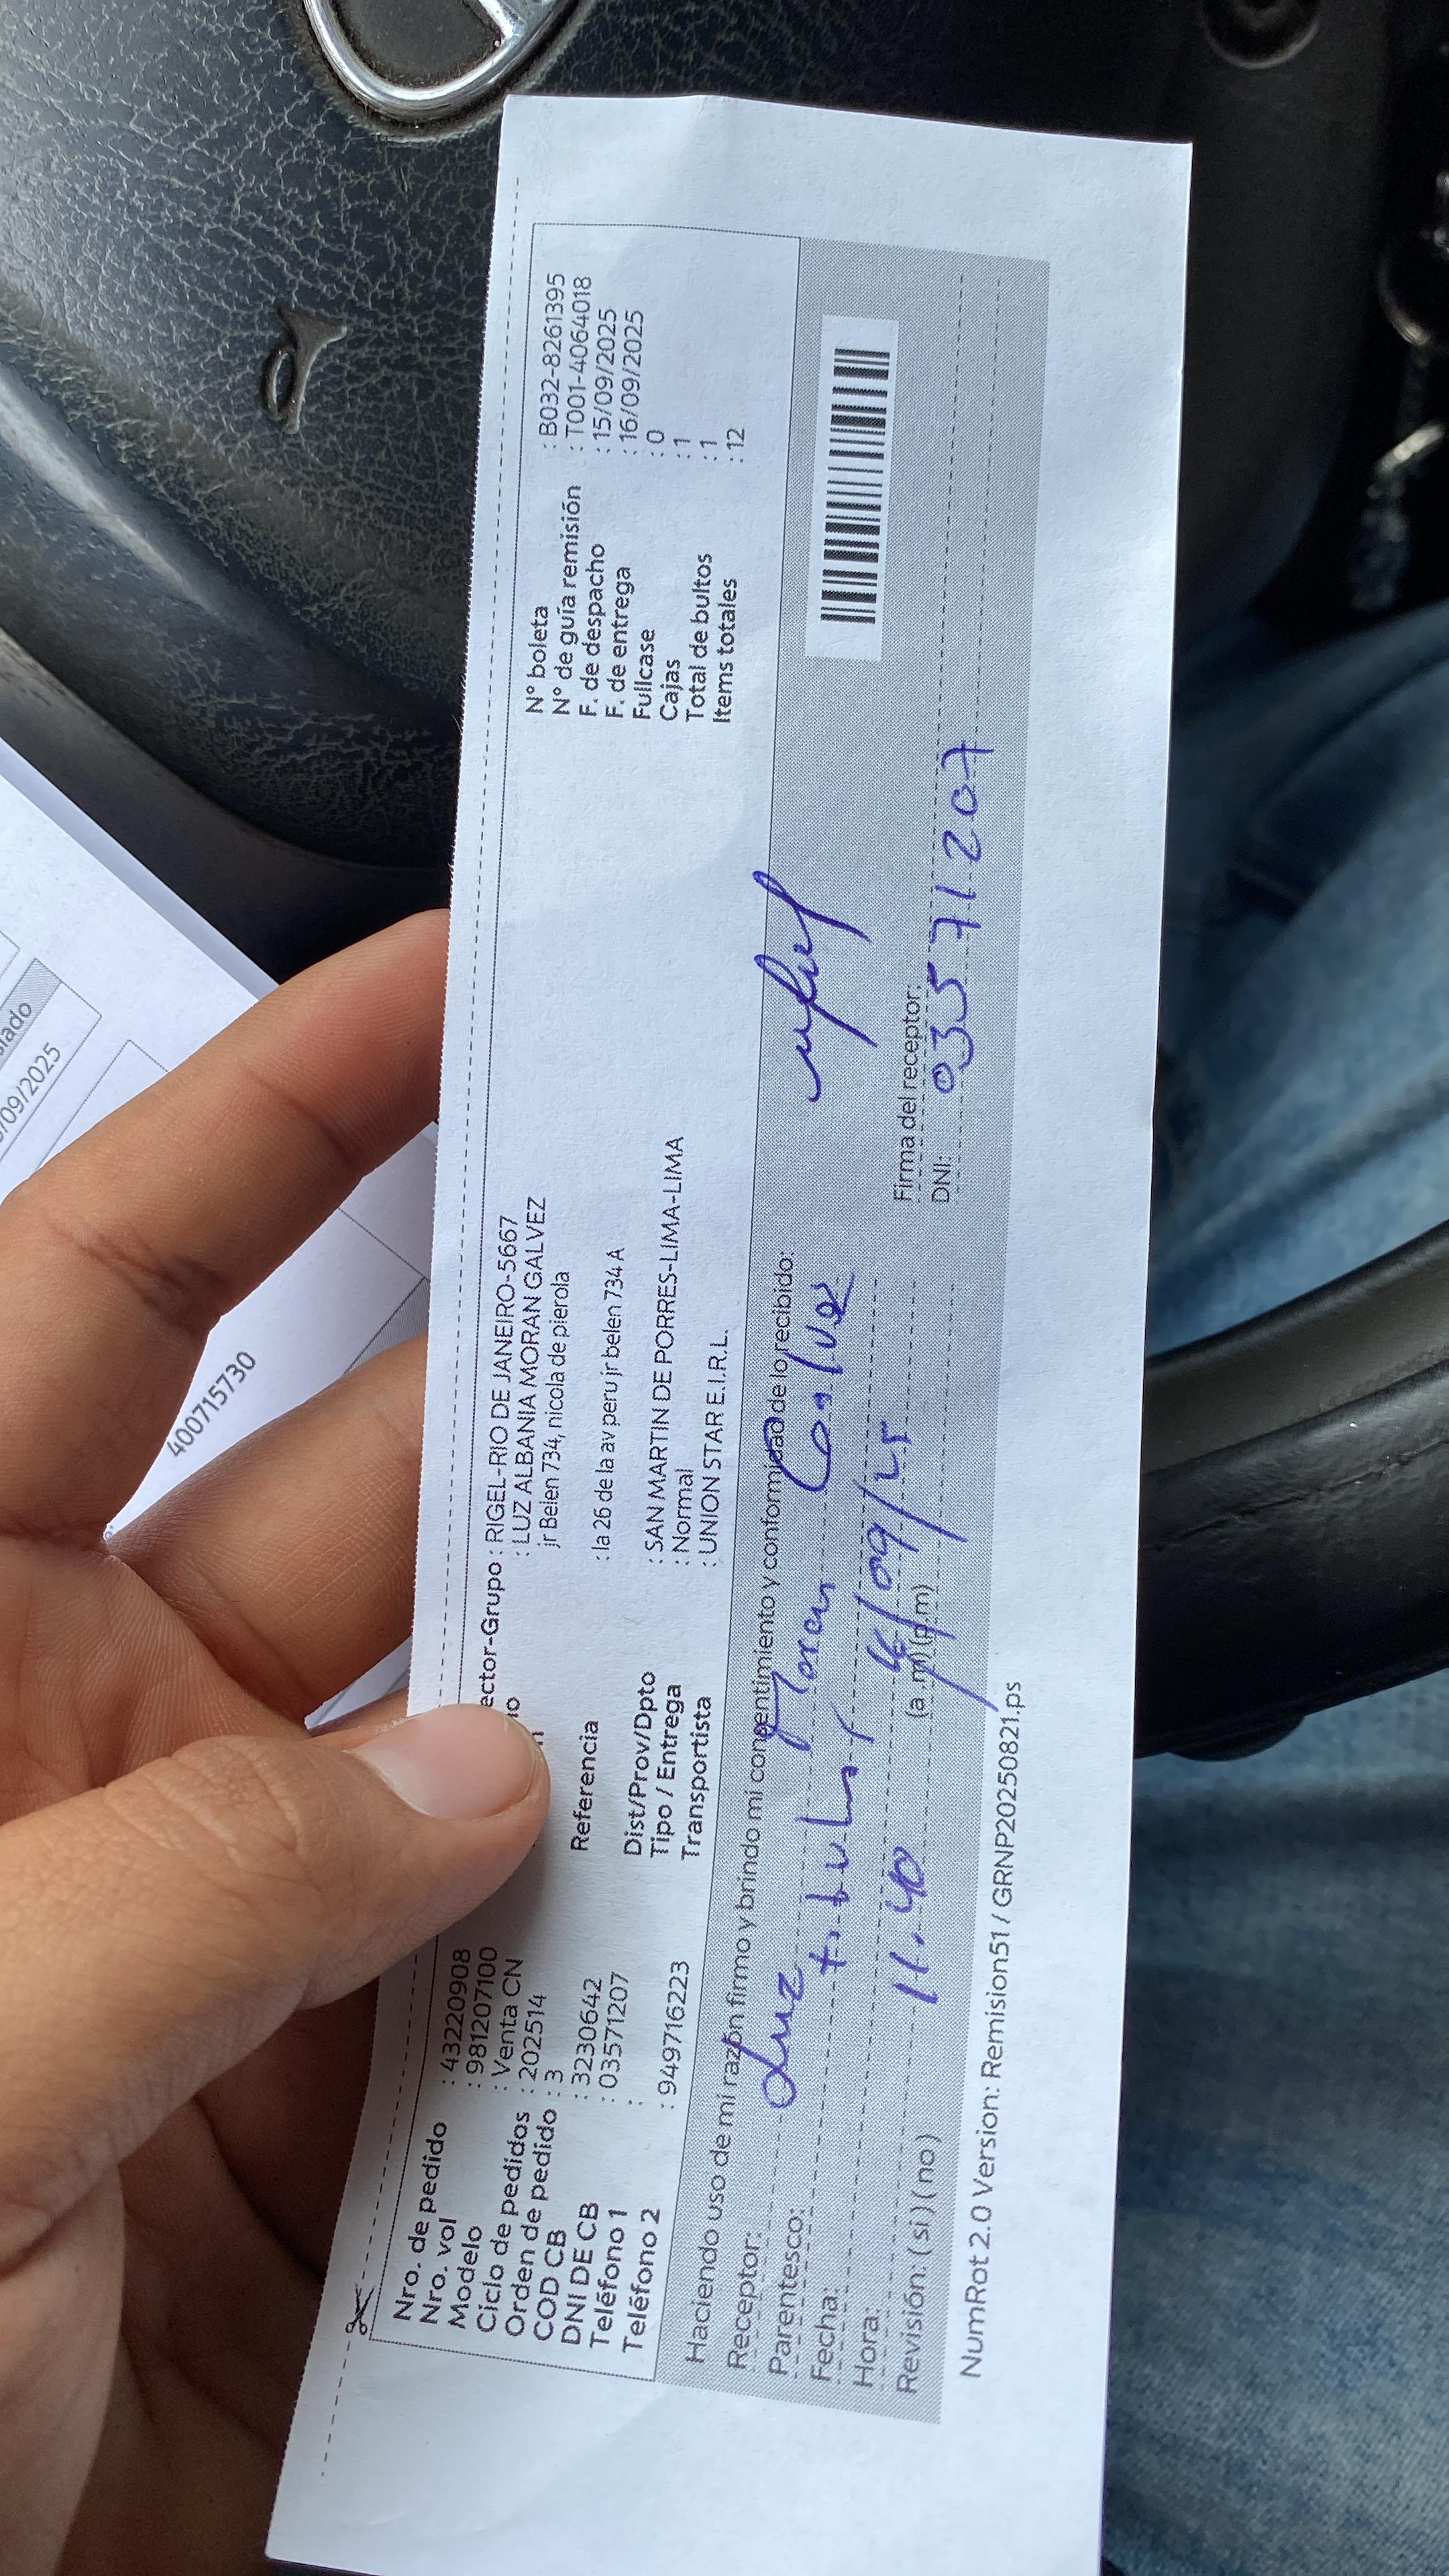 Nro. de pedido : 43220908
Nro. vol : 981207100
Modelo : Venta CN
Ciclo de pedidos : 202514
Orden de pedido : 3
COD CB : 3230642
DNI DE CB : 03571207
Teléfono 1 :
Teléfono 2 : 949716223
ector-Grupo : RIGEL-RIO DE JANEIRO-5667
: LUZ ALBANIA MORAN GALVEZ
jr Belen 734, nicola de pierola
Referencia : la 26 de la av peru jr belen 734 A
Dist/Prov/Dpto : SAN MARTIN DE PORRES-LIMA-LIMA
Tipo / Entrega : Normal
Transportista : UNION STAR E.I.R.L.
N° boleta : B032-8261395
N° de guía remisión : T001-4064018
F. de despacho : 15/09/2025
F. de entrega : 16/09/2025
Fullcase : 0
Cajas : 1
Total de bultos : 1
Items totales : 12
Haciendo uso de mi razón firmo y brindo mi consentimiento y conformidad de lo recibido:
Receptor: Luz Moran
Parentesco: titular
Fecha: 16/09/25
Hora: 11.40 (a .m) (p.m)
Revisión: (si) (no)
Firma del receptor:
DNI: 03571207
NumRot 2.0 Version: Remision51 / GRNP20250821.ps
/09/2025
400715730